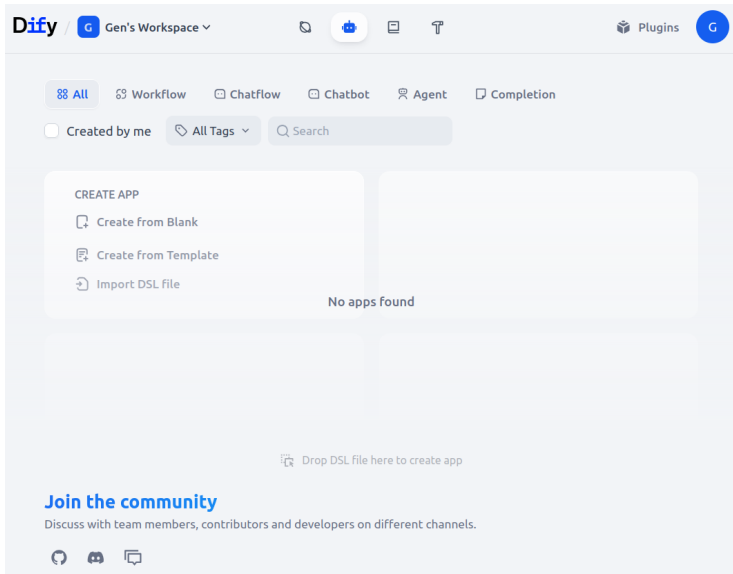 Dify / G Gen's Workspace Plugins G
All Workflow Chatflow Chatbot Agent Completion
Created by me All Tags Search
CREATE APP
Create from Blank
Create from Template
Import DSL file
No apps found
Drop DSL file here to create app
Join the community
Discuss with team members, contributors and developers on different channels.